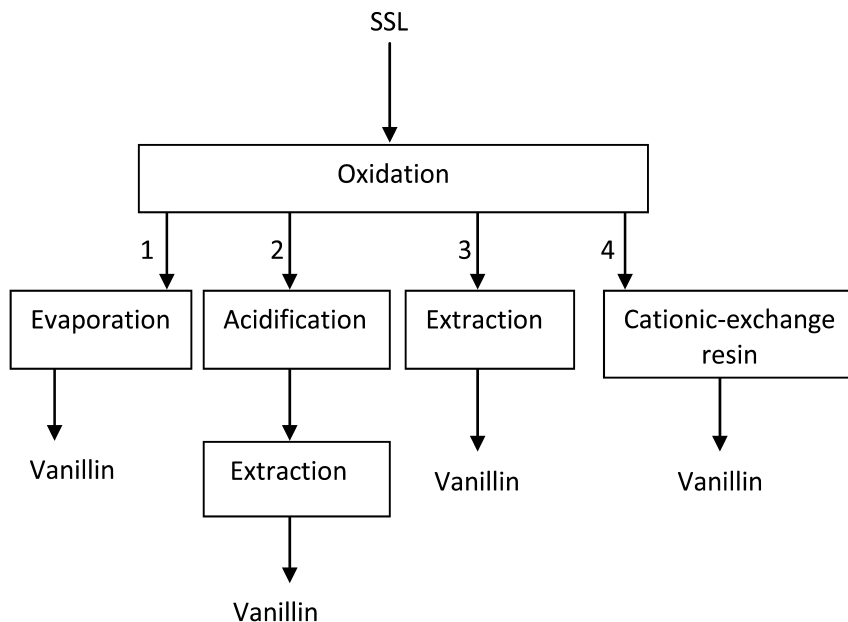 SSL
Oxidation
1
2
3
4
Evaporation
Acidification
Extraction
Cationic-exchange
resin
Vanillin
Extraction
Vanillin
Vanillin
Vanillin